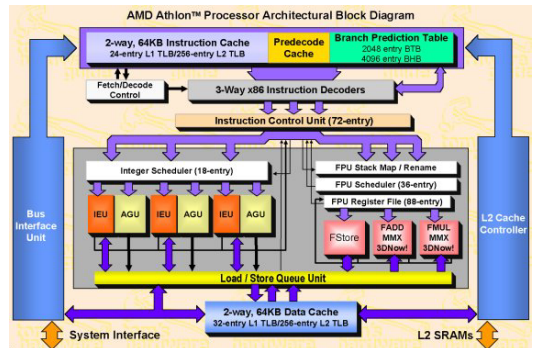 AMD Athlon™ Processor Architectural Block Diagram
2-way, 64KB Instruction Cache
24-entry L1 TLB/256-entry L2 TLB
Predecode
Cache
Branch Prediction Table
2048 entry BTB
4096 entry BHB
Fetch/Decode
Control
3-Way x86 Instruction Decoders
Instruction Control Unit (72-entry)
Integer Scheduler (18-entry)
FPU Stack Map / Rename
FPU Scheduler (36-entry)
FPU Register File (88-entry)
Bus
Interface
Unit
IEU
AGU
IEU
AGU
IEU
AGU
FStore
FADD
MMX
3DNow!
FMUL
MMX
3DNow!
L2 Cache
Controller
Load / Store Queue Unit
2-way, 64KB Data Cache
32-entry L1 TLB/256-entry L2 TLB
System Interface
L2 SRAMs